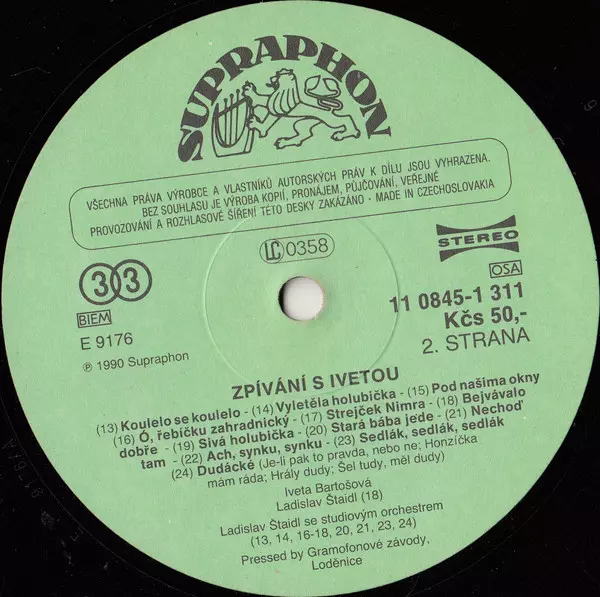 SUPRAPHON
VŠECHNA PRÁVA VÝROBCE A VLASTNÍKŮ AUTORSKÝCH PRÁV K DÍLU JSOU VYHRAZENA.
BEZ SOUHLASU JE VÝROBA KOPIÍ, PRONÁJEM, PŮJČOVÁNÍ, VEŘEJNÉ
PROVOZOVÁNÍ A ROZHLASOVÉ ŠÍŘENÍ TÉTO DESKY ZAKÁZÁNO - MADE IN CZECHOSLOVAKIA
LC 0358
STEREO
OSA
33
BIEM
E 9176
℗ 1990 Supraphon
11 0845-1 311
Kčs 50,-
2. STRANA
ZPÍVÁNÍ S IVETOU
(13) Koulelo se koulelo - (14) Vyletěla holubička - (15) Pod našima okny
(16) Ó, řebíčku zahradnický - (17) Strejček Nimra - (18) Bejvávalo
dobře - (19) Sivá holubička - (20) Stará bába jede - (21) Nechoď
tam - (22) Ach, synku, synku - (23) Sedlák, sedlák, sedlák
(24) Dudácké (Je-li pak to pravda, nebo ne; Honzíčka
mám ráda; Hrály dudy; Šel tudy, měl dudy)
Iveta Bartošová
Ladislav Štaidl (18)
Ladislav Štaidl se studiovým orchestrem
(13, 14, 16-18, 20, 21, 23, 24)
Pressed by Gramofonové závody,
Loděnice